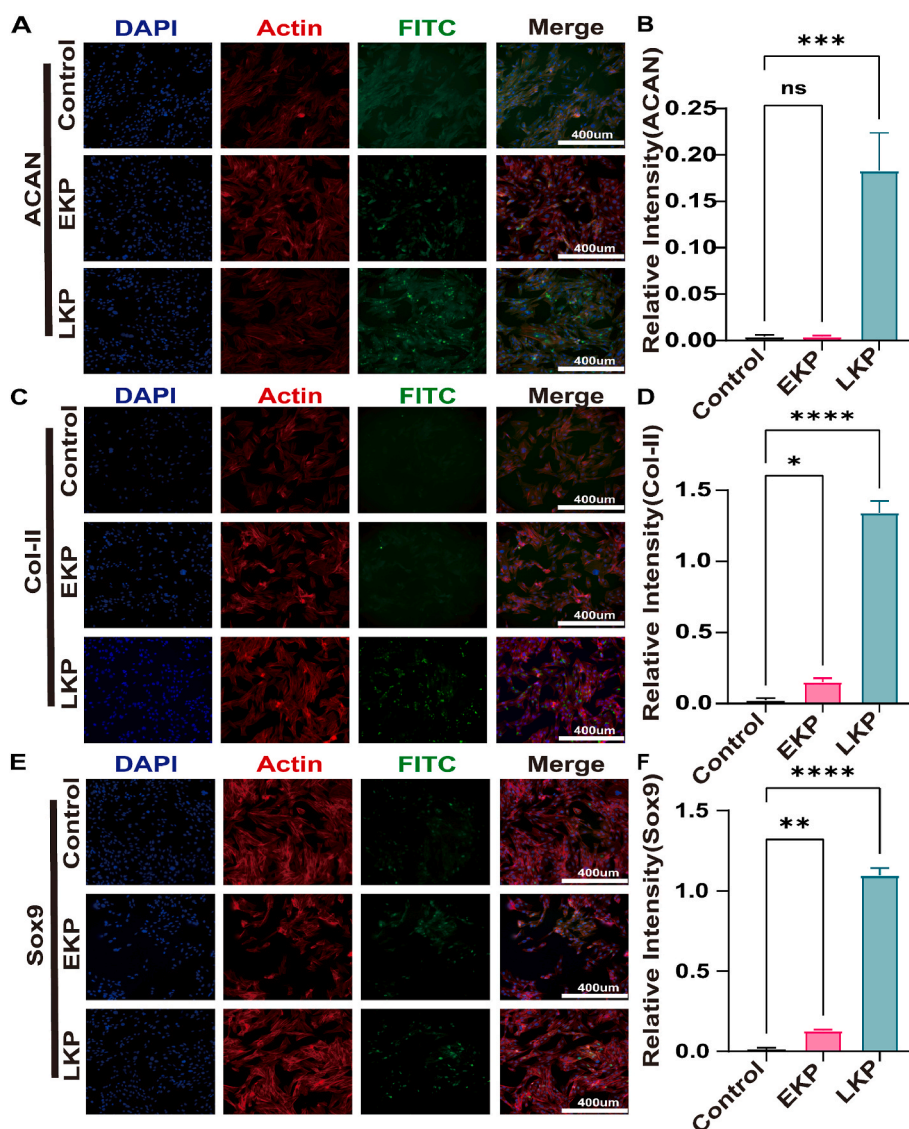 A DAPI Actin FITC Merge
ACAN
Control
400um
EKP
400um
LKP
400um
B
Relative Intensity(ACAN)
***
ns
0.25
0.20
0.15
0.10
0.05
0.00
Control EKP LKP
C DAPI Actin FITC Merge
Col-II
Control
400um
EKP
400um
LKP
400um
D
Relative Intensity(Col-II)
****
*
1.5
1.0
0.5
0.0
Control EKP LKP
E DAPI Actin FITC Merge
Sox9
Control
400um
EKP
400um
LKP
400um
F
Relative Intensity(Sox9)
****
**
1.5
1.0
0.5
0.0
Control EKP LKP